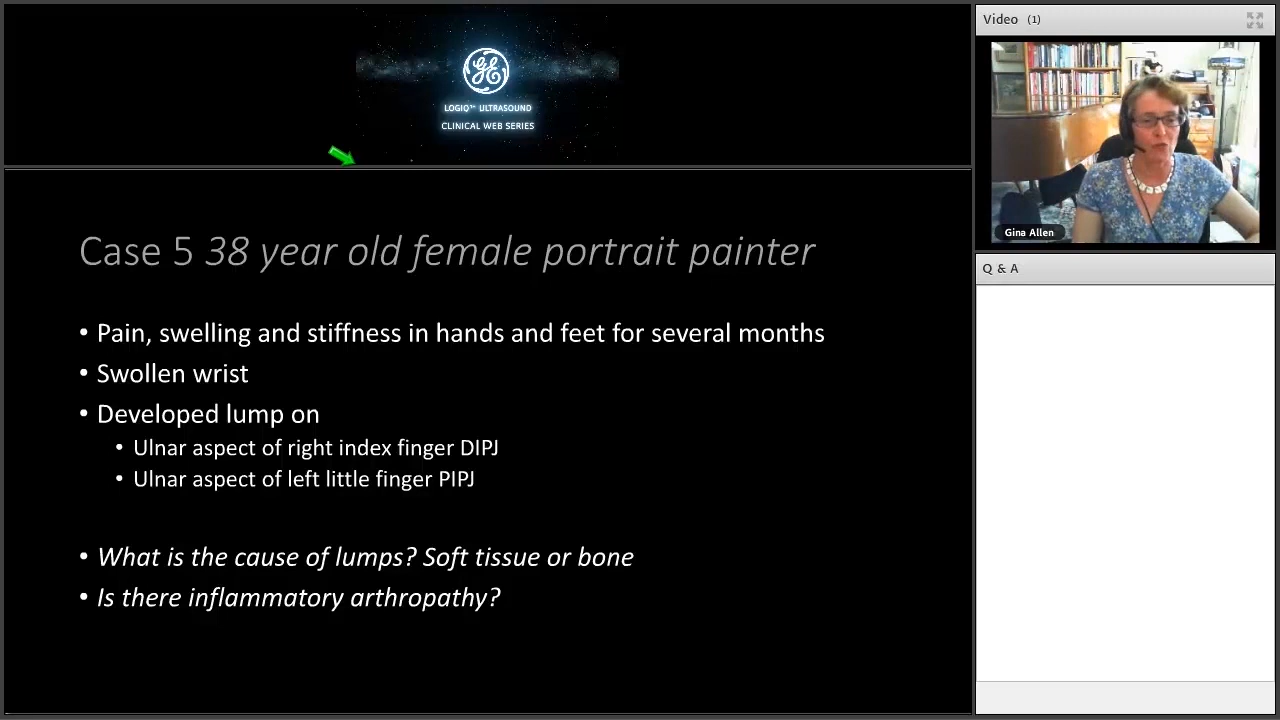 LOGIQ™ ULTRASOUND
CLINICAL WEB SERIES
Case 5 38 year old female portrait painter
• Pain, swelling and stiffness in hands and feet for several months
• Swollen wrist
• Developed lump on
• Ulnar aspect of right index finger DIPJ
• Ulnar aspect of left little finger PIPJ
• What is the cause of lumps? Soft tissue or bone
• Is there inflammatory arthropathy?
Video (1)
Gina Allen
Q & A